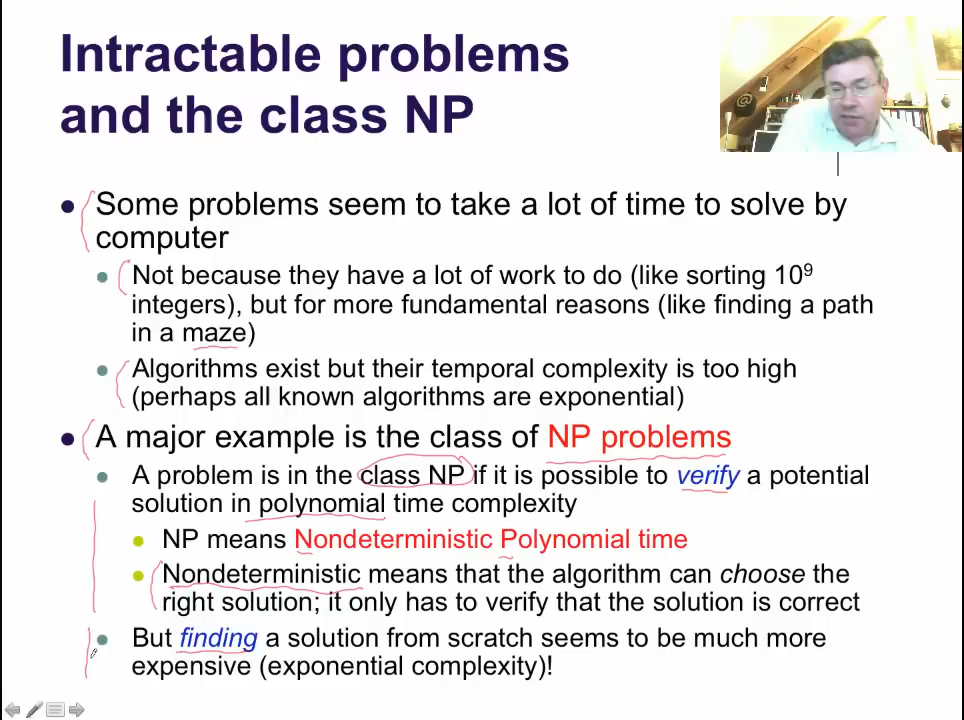 Intractable problems
and the class NP
• Some problems seem to take a lot of time to solve by
computer
• Not because they have a lot of work to do (like sorting 10⁹
integers), but for more fundamental reasons (like finding a path
in a maze)
• Algorithms exist but their temporal complexity is too high
(perhaps all known algorithms are exponential)
• A major example is the class of NP problems
• A problem is in the class NP if it is possible to verify a potential
solution in polynomial time complexity
• NP means Nondeterministic Polynomial time
• Nondeterministic means that the algorithm can choose the
right solution; it only has to verify that the solution is correct
• But finding a solution from scratch seems to be much more
expensive (exponential complexity)!